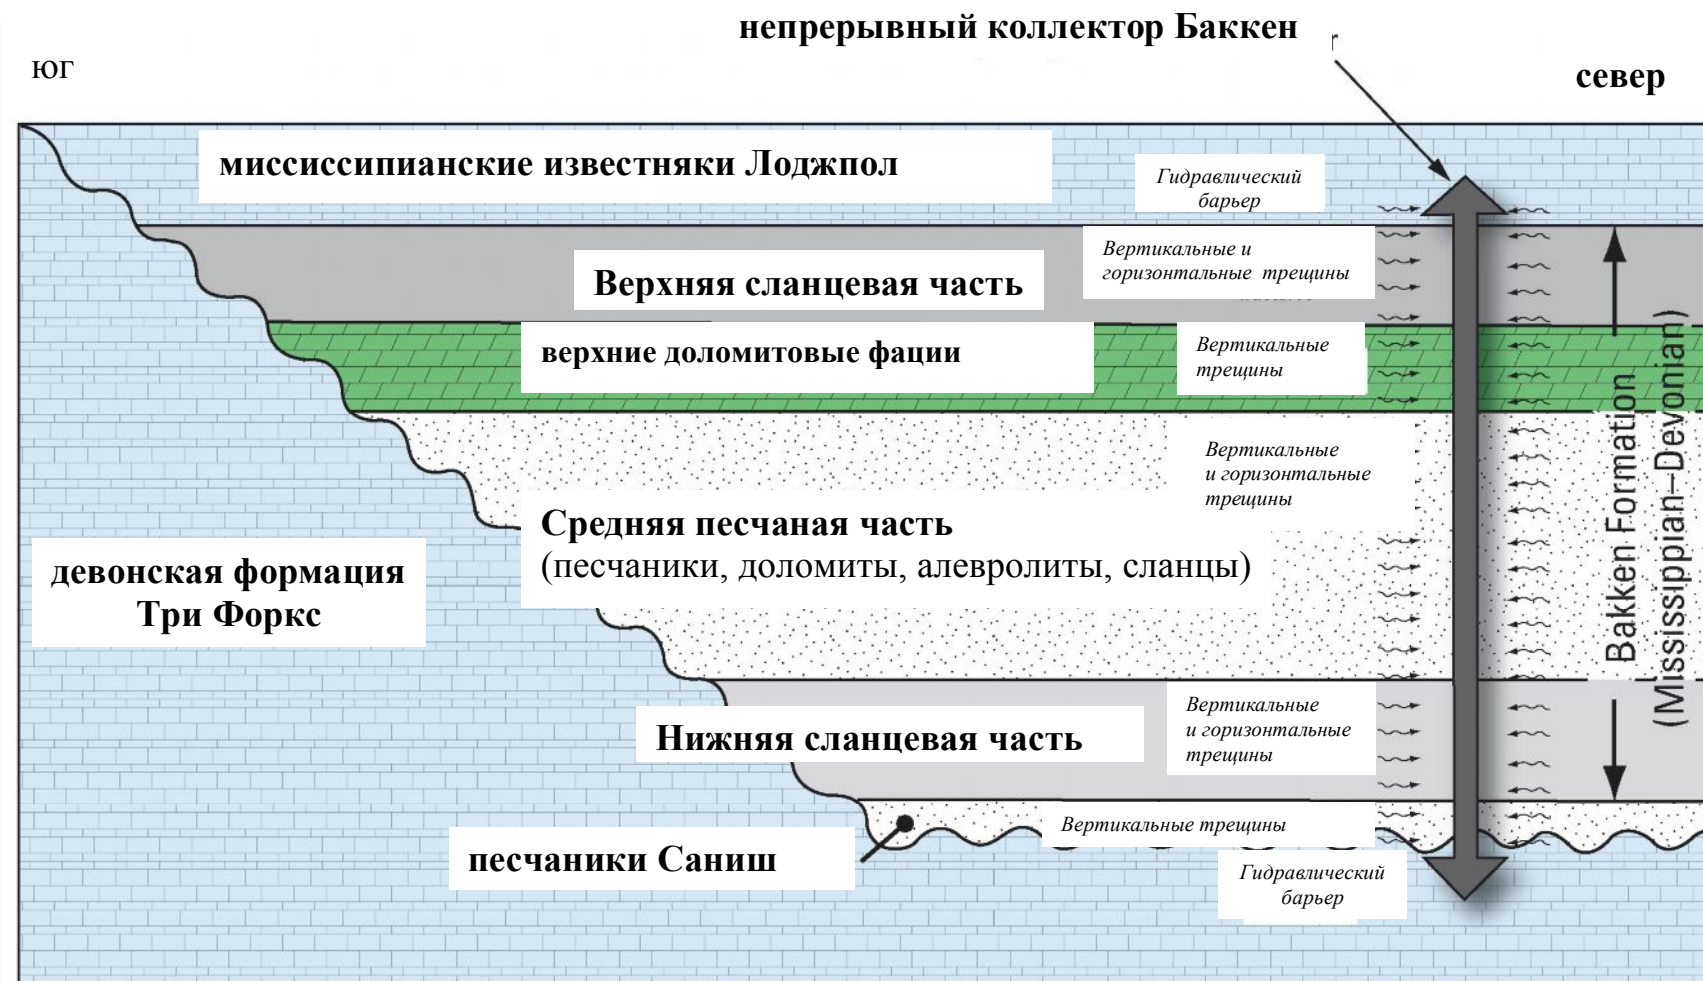 непрерывный коллектор Баккен
юг
север
миссиссипианские известняки Лоджпол
Гидравлический
барьер
Вертикальные и
горизонтальные трещины
Верхняя сланцевая часть
верхние доломитовые фации
Вертикальные
трещины
Вертикальные
и горизонтальные
трещины
Средняя песчаная часть
(песчаники, доломиты, алевролиты, сланцы)
девонская формация
Три Форкс
Bakken Formation
(Mississippian–Devonian)
Вертикальные
и горизонтальные
трещины
Нижняя сланцевая часть
Вертикальные трещины
песчаники Саниш
Гидравлический
барьер